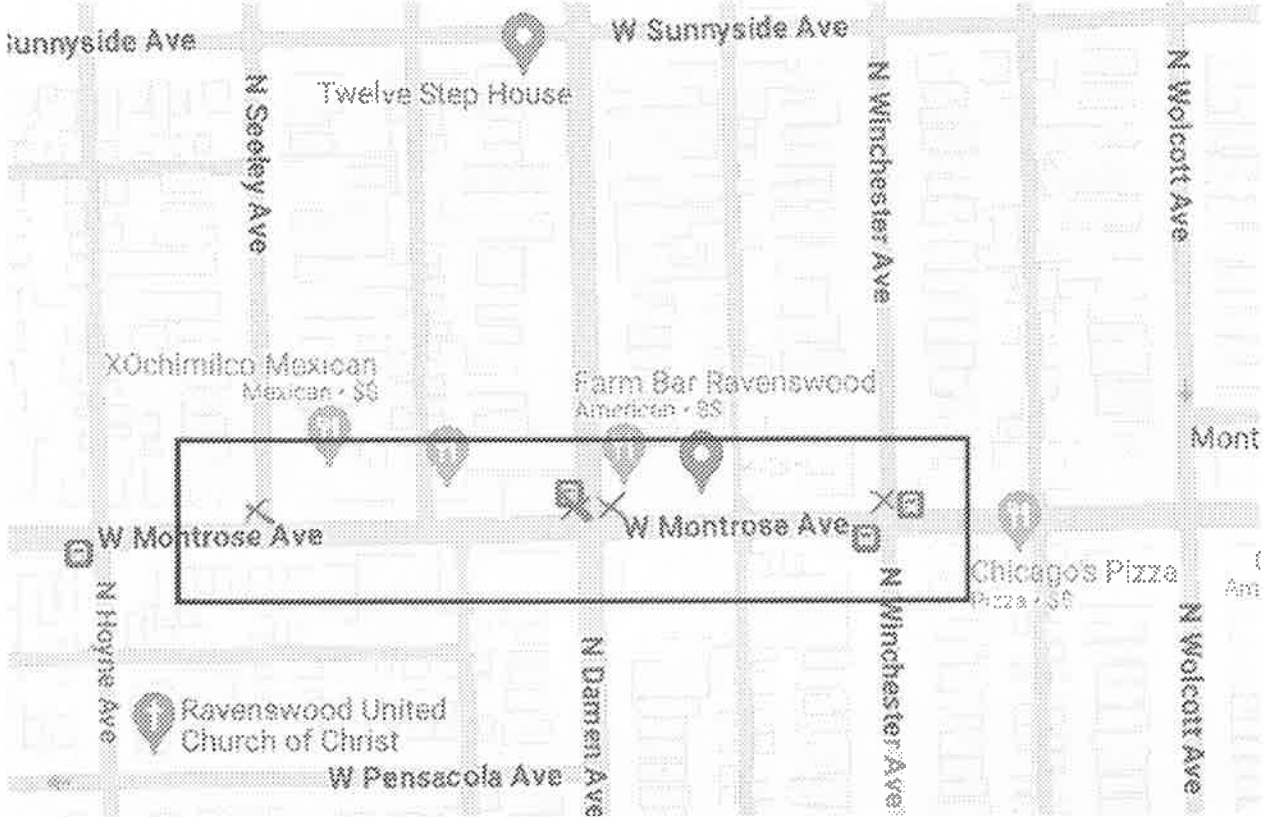 Sunnyside Ave
W Sunnyside Ave
Twelve Step House
N Seeley Ave
N Winchester Ave
N Wolcott Ave
XOchimilco Mexican
Mexican · $$
Farm Bar Ravenswood
American · $$
Mont
W Montrose Ave
W Montrose Ave
Chicago's Pizza
Pizza · $$
Am
N Hoyne Ave
N Damen Ave
N Winchester Ave
N Wolcott Ave
Ravenswood United
Church of Christ
W Pensacola Ave